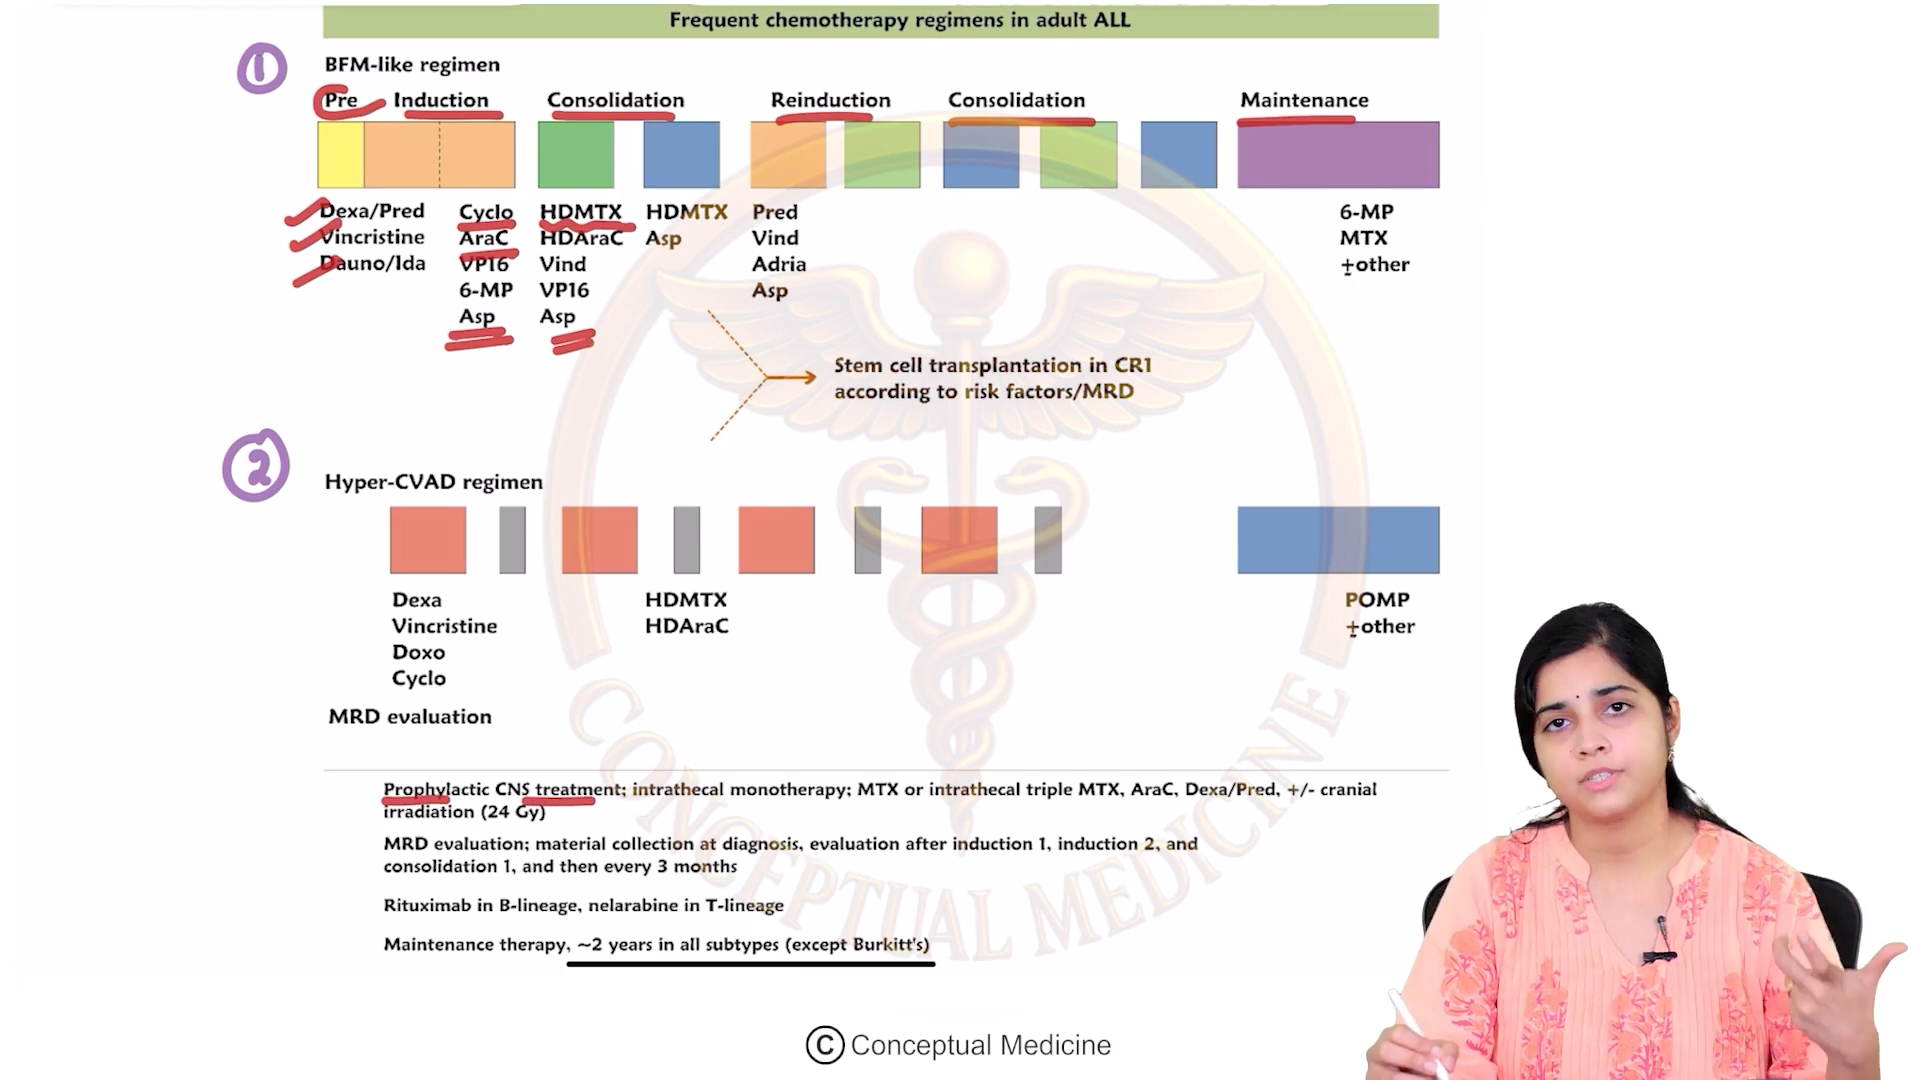 Frequent chemotherapy regimens in adult ALL
1
BFM-like regimen
Pre Induction Consolidation Reinduction Consolidation Maintenance
Dexa/Pred Cyclo HDMTX HDMTX Pred 6-MP
Vincristine AraC HDAraC Asp Vind MTX
Dauno/Ida VP16 Vind Adria ±other
6-MP VP16 Asp
Asp Asp
Stem cell transplantation in CR1
according to risk factors/MRD
2
Hyper-CVAD regimen
Dexa HDMTX POMP
Vincristine HDAraC ±other
Doxo
Cyclo
MRD evaluation
Prophylactic CNS treatment; intrathecal monotherapy; MTX or intrathecal triple MTX, AraC, Dexa/Pred, +/- cranial
irradiation (24 Gy)
MRD evaluation; material collection at diagnosis, evaluation after induction 1, induction 2, and
consolidation 1, and then every 3 months
Rituximab in B-lineage, nelarabine in T-lineage
Maintenance therapy, ~2 years in all subtypes (except Burkitt's)
CONCEPTUAL MEDICINE
© Conceptual Medicine